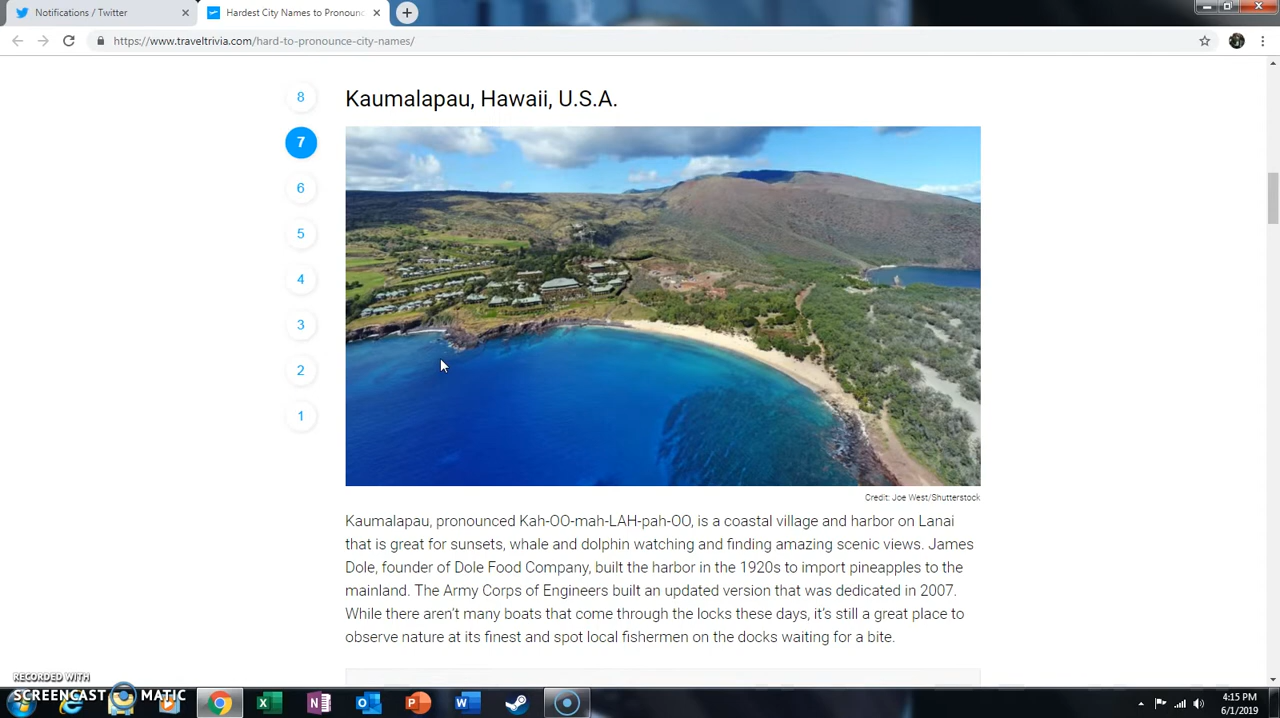 Notifications / Twitter
Hardest City Names to Pronounc
https://www.traveltrivia.com/hard-to-pronounce-city-names/
8
Kaumalapau, Hawaii, U.S.A.
7
6
5
4
3
2
1
Credit: Joe West/Shutterstock
Kaumalapau, pronounced Kah-OO-mah-LAH-pah-OO, is a coastal village and harbor on Lanai
that is great for sunsets, whale and dolphin watching and finding amazing scenic views. James
Dole, founder of Dole Food Company, built the harbor in the 1920s to import pineapples to the
mainland. The Army Corps of Engineers built an updated version that was dedicated in 2007.
While there aren't many boats that come through the locks these days, it's still a great place to
observe nature at its finest and spot local fishermen on the docks waiting for a bite.
RECORDED WITH
SCREENCAST MATIC
4:15 PM
6/1/2019